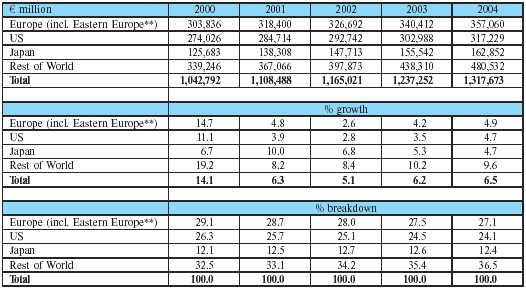 € million 2000 2001 2002 2003 2004
Europe (incl. Eastern Europe**) 303,836 318,400 326,692 340,412 357,060
US 274,026 284,714 292,742 302,988 317,229
Japan 125,683 138,308 147,713 155,542 162,852
Rest of World 339,246 367,066 397,873 438,310 480,532
Total 1,042,792 1,108,488 1,165,021 1,237,252 1,317,673
% growth
Europe (incl. Eastern Europe**) 14.7 4.8 2.6 4.2 4.9
US 11.1 3.9 2.8 3.5 4.7
Japan 6.7 10.0 6.8 5.3 4.7
Rest of World 19.2 8.2 8.4 10.2 9.6
Total 14.1 6.3 5.1 6.2 6.5
% breakdown
Europe (incl. Eastern Europe**) 29.1 28.7 28.0 27.5 27.1
US 26.3 25.7 25.1 24.5 24.1
Japan 12.1 12.5 12.7 12.6 12.4
Rest of World 32.5 33.1 34.2 35.4 36.5
Total 100.0 100.0 100.0 100.0 100.0